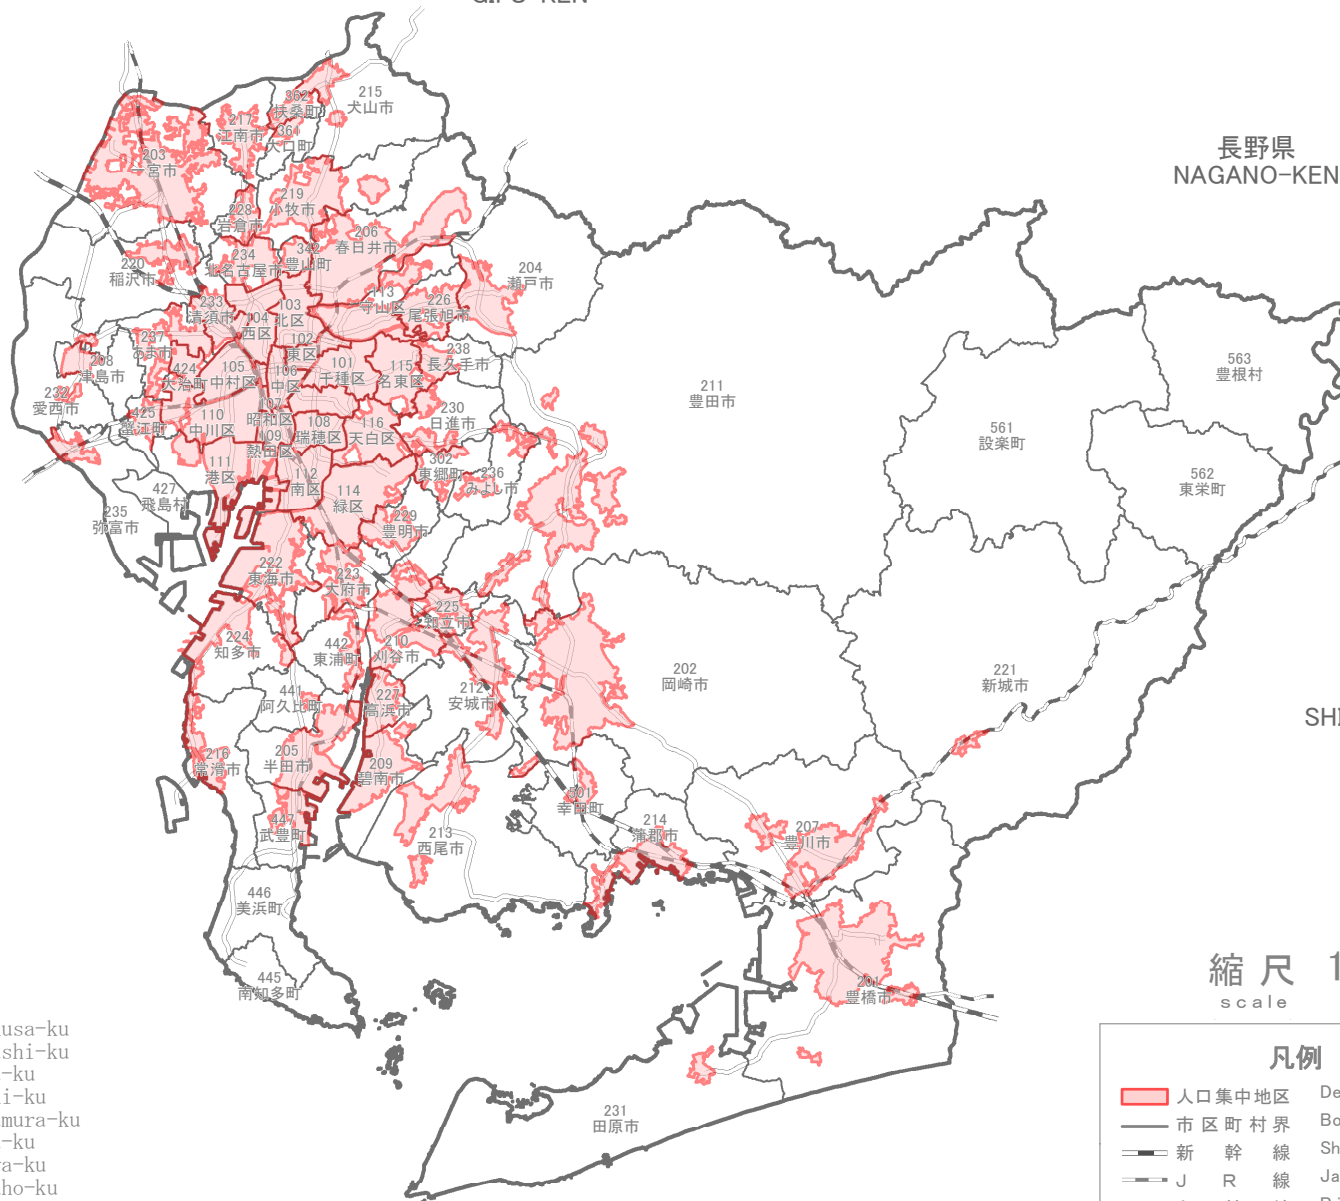 GIFU-KEN
長野県
NAGANO-KEN
215
犬山市
362
扶桑町
217
江南市
361
大口町
203
一宮市
219
小牧市
228
岩倉市
206
春日井市
234
北名古屋市
342
豊山町
220
稲沢市
204
瀬戸市
113
守山区
226
尾張旭市
233
清須市
103
北区
104
西区
237
あま市
102
東区
238
長久手市
208
津島市
424
大治町
105
中村区
106
中区
101
千種区
115
名東区
211
豊田市
563
豊根村
232
愛西市
425
蟹江町
110
中川区
107
昭和区
108
瑞穂区
116
天白区
230
日進市
561
設楽町
109
熱田区
111
港区
112
南区
114
緑区
302
東郷町
236
みよし市
562
東栄町
427
飛島村
235
弥富市
229
豊明市
222
東海市
223
大府市
225
知立市
224
知多市
442
東浦町
210
刈谷市
202
岡崎市
221
新城市
441
阿久比町
227
高浜市
212
安城市
SHI
216
常滑市
205
半田市
209
碧南市
501
幸田町
447
武豊町
213
西尾市
214
蒲郡市
207
豊川市
446
美浜町
445
南知多町
201
豊橋市
231
田原市
縮尺 1
scale
usa-ku
shi-ku
-ku
i-ku
mura-ku
-ku
a-ku
ho-ku
凡例
人口集中地区 De
市区町村界 Bo
新幹線 Sh
JR線 Ja